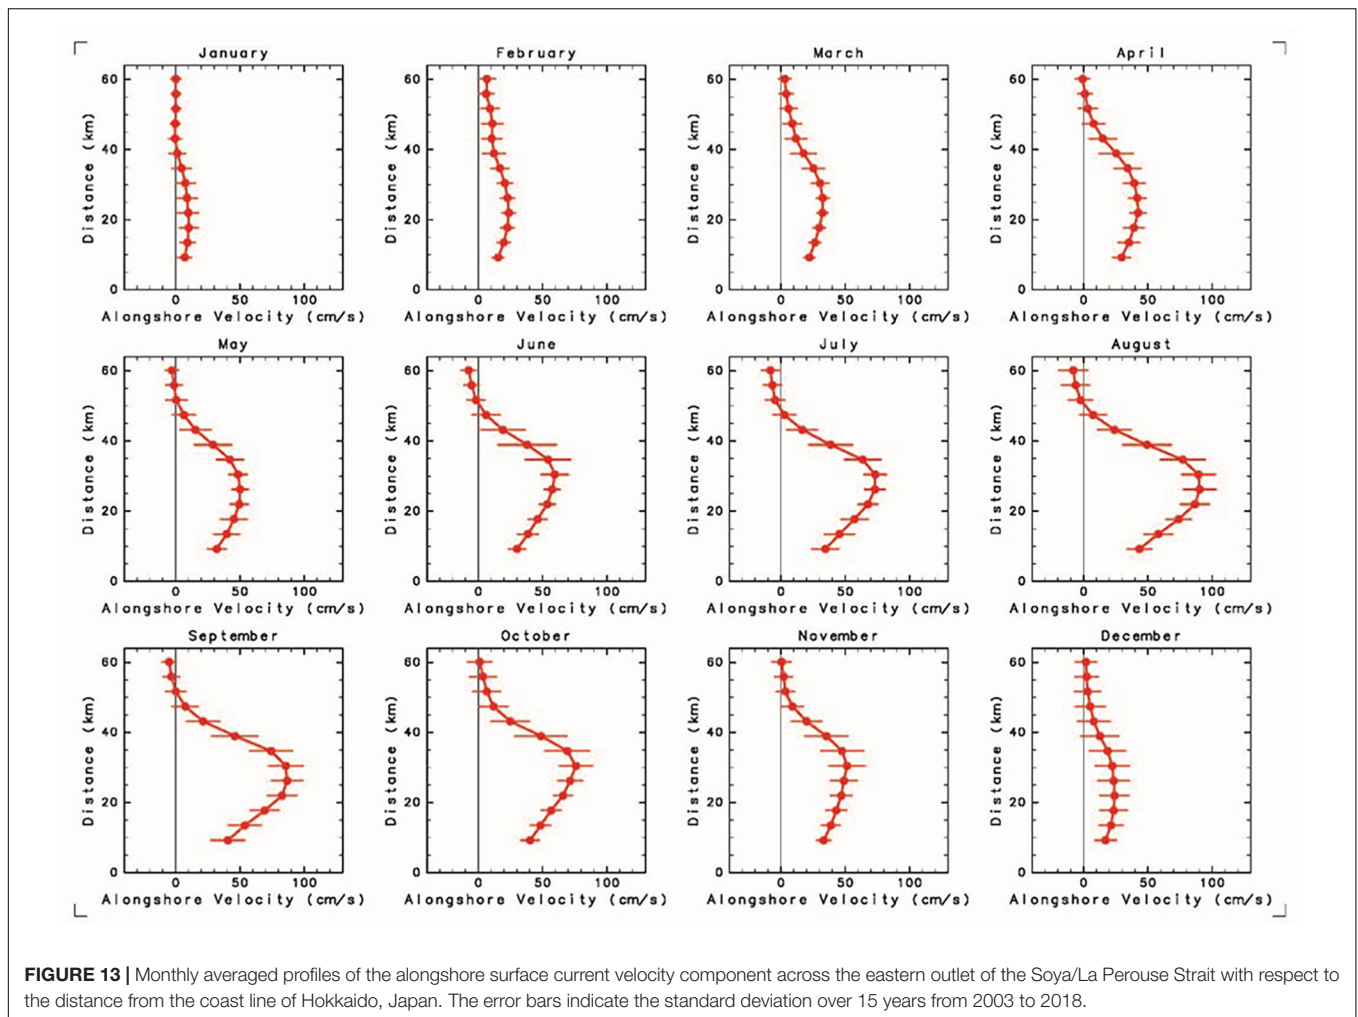 January
February
March
April
60
40
20
0
Distance (km)
0 50 100
Alongshore Velocity (cm/s)
60
40
20
0
Distance (km)
0 50 100
Alongshore Velocity (cm/s)
60
40
20
0
Distance (km)
0 50 100
Alongshore Velocity (cm/s)
60
40
20
0
Distance (km)
0 50 100
Alongshore Velocity (cm/s)
May
June
July
August
60
40
20
0
Distance (km)
0 50 100
Alongshore Velocity (cm/s)
60
40
20
0
Distance (km)
0 50 100
Alongshore Velocity (cm/s)
60
40
20
0
Distance (km)
0 50 100
Alongshore Velocity (cm/s)
60
40
20
0
Distance (km)
0 50 100
Alongshore Velocity (cm/s)
September
October
November
December
60
40
20
0
Distance (km)
0 50 100
Alongshore Velocity (cm/s)
60
40
20
0
Distance (km)
0 50 100
Alongshore Velocity (cm/s)
60
40
20
0
Distance (km)
0 50 100
Alongshore Velocity (cm/s)
60
40
20
0
Distance (km)
0 50 100
Alongshore Velocity (cm/s)
FIGURE 13 | Monthly averaged profiles of the alongshore surface current velocity component across the eastern outlet of the Soya/La Perouse Strait with respect to
the distance from the coast line of Hokkaido, Japan. The error bars indicate the standard deviation over 15 years from 2003 to 2018.